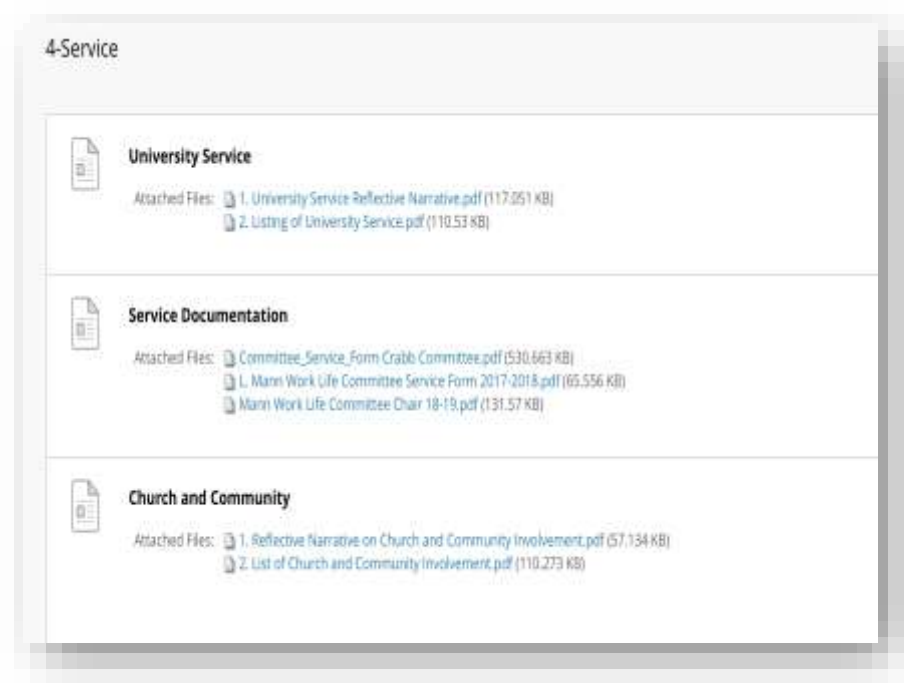 4-Service
University Service
Attached Files: 1. University Service Reflective Narrative.pdf (117.051 KB)
2. Listing of University Service.pdf (110.53 KB)
Service Documentation
Attached Files: Committee_Service_Form Crabb Committee.pdf (530.663 KB)
L. Mann Work Life Committee Service Form 2017-2018.pdf (65.556 KB)
Mann Work Life Committee Chair 18-19.pdf (131.57 KB)
Church and Community
Attached Files: 1. Reflective Narrative on Church and Community Involvement.pdf (57.134 KB)
2. List of Church and Community Involvement.pdf (110.273 KB)